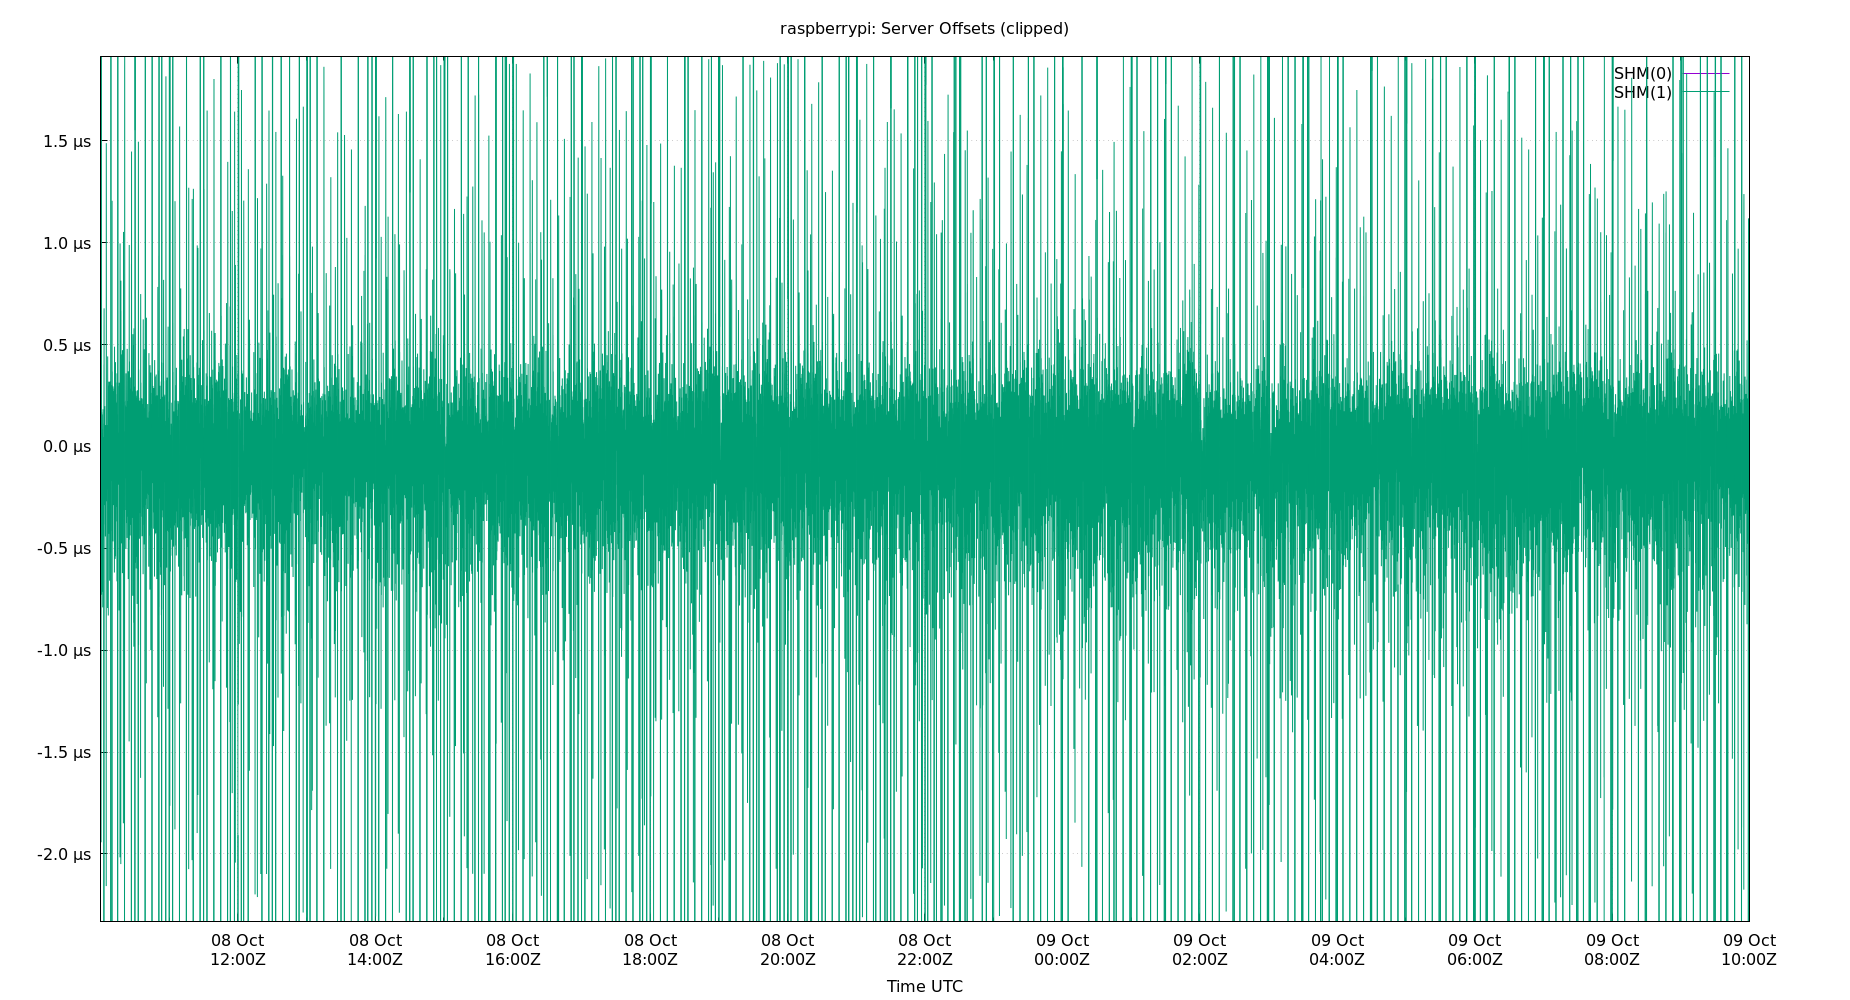 raspberrypi: Server Offsets (clipped)
SHM(0)
SHM(1)
1.5 µs
1.0 µs
0.5 µs
0.0 µs
-0.5 µs
-1.0 µs
-1.5 µs
-2.0 µs
08 Oct 08 Oct 08 Oct 08 Oct 08 Oct 08 Oct 09 Oct 09 Oct 09 Oct 09 Oct 09 Oct 09 Oct
12:00Z 14:00Z 16:00Z 18:00Z 20:00Z 22:00Z 00:00Z 02:00Z 04:00Z 06:00Z 08:00Z 10:00Z
Time UTC